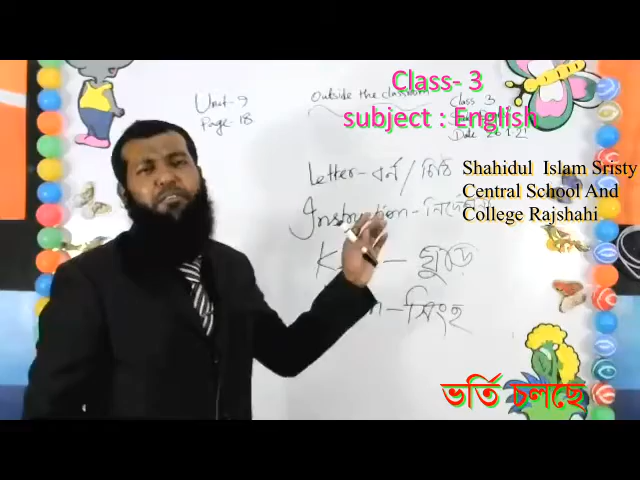 Class- 3
subject : English
Unit-9
Page-18
Outside the classroom
Class 3
Date
Letter-বর্ন/চিঠি
Shahidul Islam Sristy
Central School And
College Rajshahi
Instruction-নির্দেশনা
K - ঘুড়ি
-সিংহ
ভর্তি চলছে